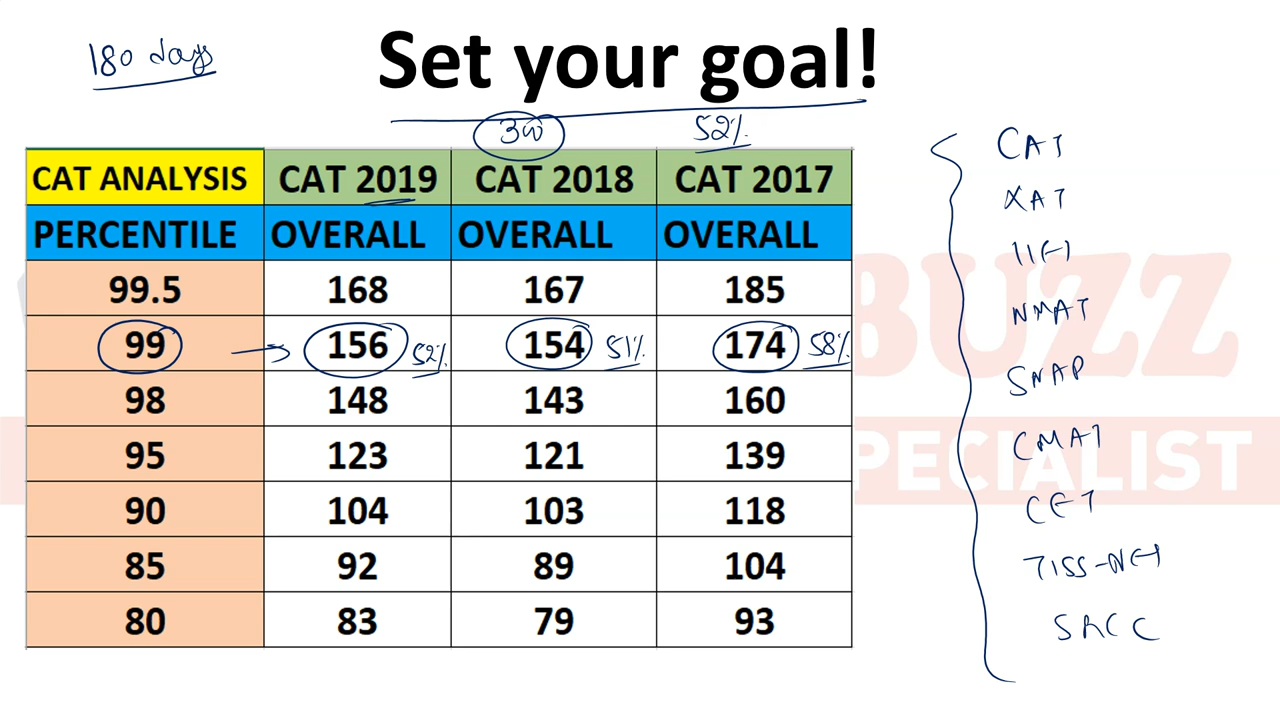 180 days
Set your goal!
300
52%
CAT ANALYSIS CAT 2019 CAT 2018 CAT 2017
PERCENTILE OVERALL OVERALL OVERALL
99.5 168 167 185
99 156 52% 154 51% 174 58%
98 148 143 160
95 123 121 139
90 104 103 118
85 92 89 104
80 83 79 93
CAT
XAT
IIFT
NMAT
SNAP
CMAT
CET
TISS-NET
SRCC
BUZZ
SPECIALIST